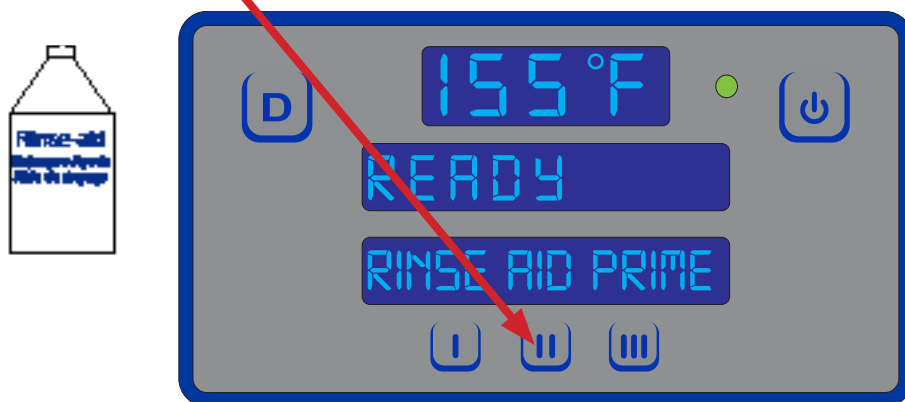 155°F
D
READY
RINSE AID PRIME
I II III
Rinse-aid